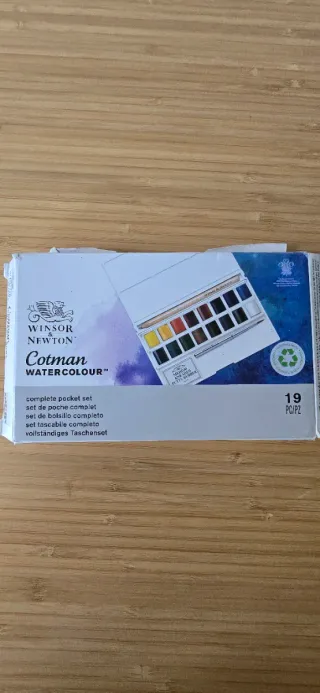 WINSOR
&
NEWTON
Cotman
WATERCOLOUR™
complete pocket set
set de poche complet
set de bolsillo completo
set tascabile completo
vollständiges Taschenset
19
PC/PZ